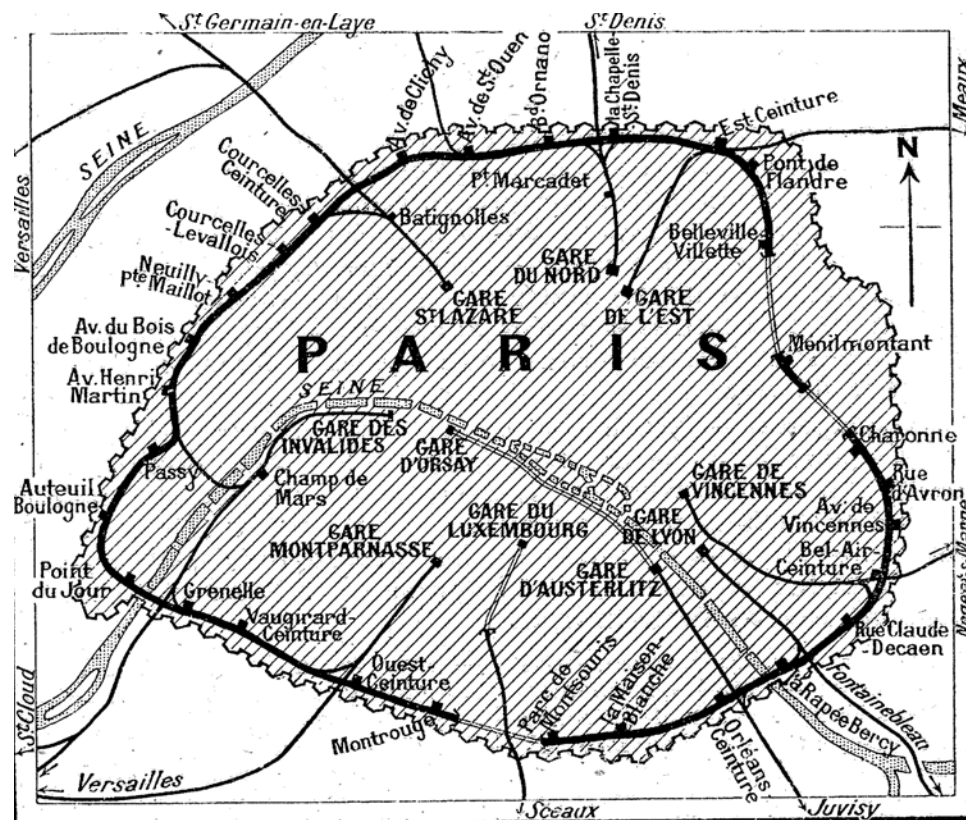 St Germain-en-Laye
St Denis
Meaux
Versailles
SEINE
Av. de Clichy
Av. de St Ouen
Bd Ornano
la Chapelle-
St Denis
Est Ceinture
N
Pont de
Flandre
Courcelles
Ceinture
Pt Marcadet
Batignolles
Belleville
Villette
Courcelles-
-Levallois
GARE
DU NORD
Neuilly-
pte Maillot
GARE
ST LAZARE
GARE
DE L'EST
Av. du Bois
de Boulogne
PARIS
Ménilmontant
Av. Henri
Martin
SEINE
GARE DES
INVALIDES
GARE
D'ORSAY
Charonne
Passy
Champ de
Mars
GARE DE
VINCENNES
Rue
d'Avron
Auteuil
Boulogne
GARE
MONTPARNASSE
GARE DU
LUXEMBOURG
GARE
DE LYON
Av. de
Vincennes
Bel-Air-
Ceinture
Nogent s. Marne
Point
du Jour
Grenelle
GARE
D'AUSTERLITZ
Vaugirard-
Ceinture
Rue Claude-
-Decaen
Ouest-
Ceinture
Parc de
Montsouris
la Maison-
Blanche
Montrouge
Orléans
Ceinture
la Rapée Bercy
Fontainebleau
St Cloud
Versailles
Sceaux
Juvisy